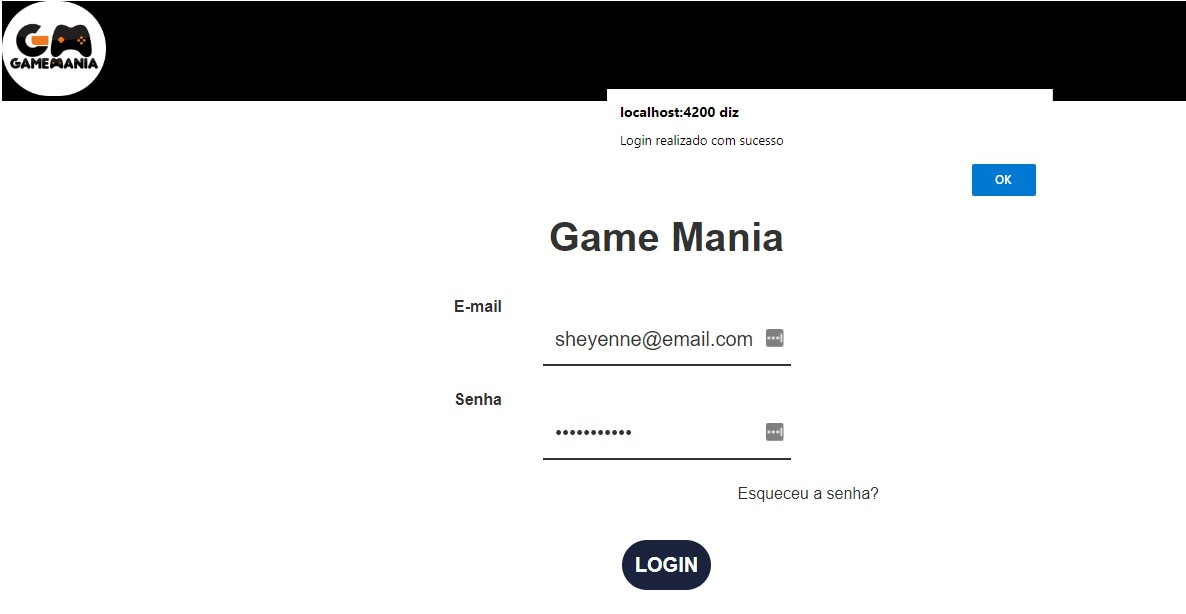 GAMEMANIA
localhost:4200 diz
Login realizado com sucesso
OK
Game Mania
E-mail
sheyenne@email.com
Senha
•••••••••••
Esqueceu a senha?
LOGIN